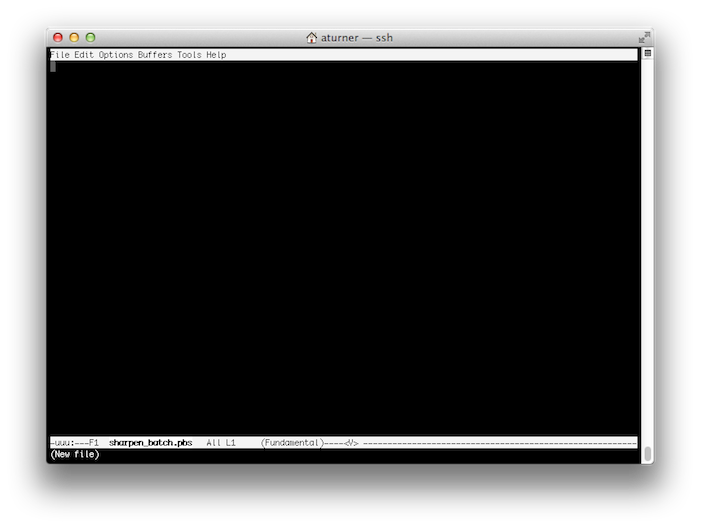 aturner — ssh
File Edit Options Buffers Tools Help
-uuu:---F1  sharpen_batch.pbs   All L1     (Fundamental)----<V> --------------------------------------------------------
(New file)